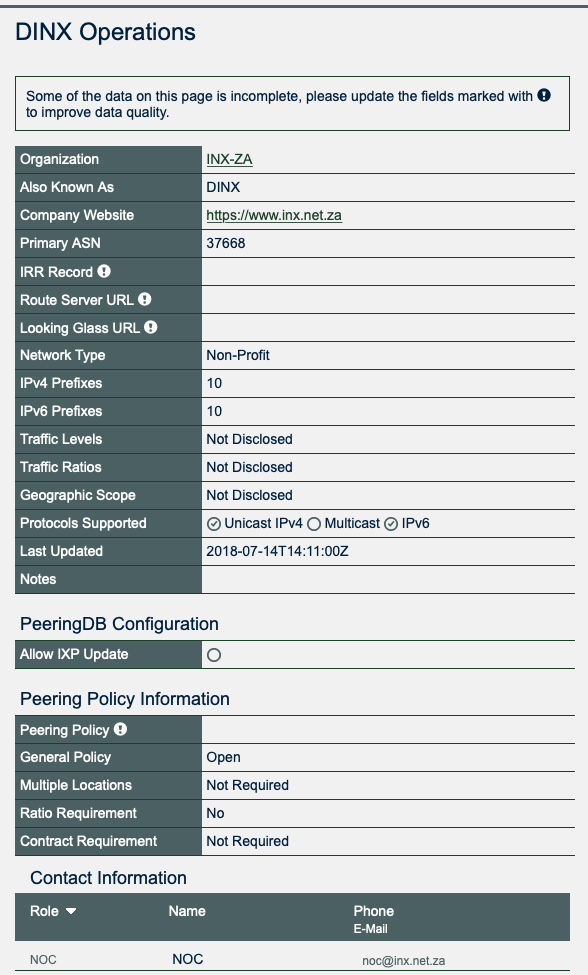 DINX Operations
Some of the data on this page is incomplete, please update the fields marked with
to improve data quality.
Organization INX-ZA
Also Known As DINX
Company Website https://www.inx.net.za
Primary ASN 37668
IRR Record
Route Server URL
Looking Glass URL
Network Type Non-Profit
IPv4 Prefixes 10
IPv6 Prefixes 10
Traffic Levels Not Disclosed
Traffic Ratios Not Disclosed
Geographic Scope Not Disclosed
Protocols Supported Unicast IPv4 Multicast IPv6
Last Updated 2018-07-14T14:11:00Z
Notes
PeeringDB Configuration
Allow IXP Update
Peering Policy Information
Peering Policy
General Policy Open
Multiple Locations Not Required
Ratio Requirement No
Contract Requirement Not Required
Contact Information
Role Name Phone
E-Mail
NOC NOC noc@inx.net.za